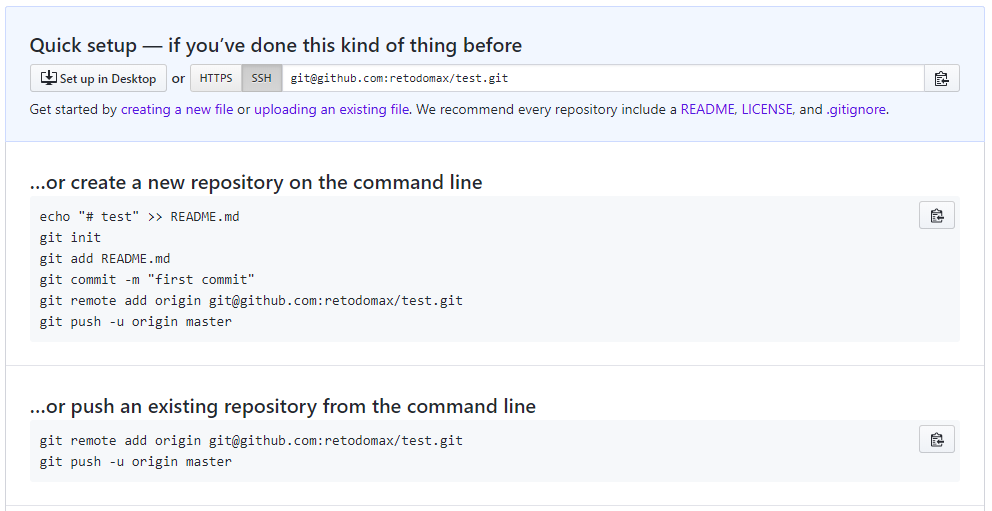 Quick setup — if you’ve done this kind of thing before
Set up in Desktop or HTTPS SSH git@github.com:retodomax/test.git
Get started by creating a new file or uploading an existing file. We recommend every repository include a README, LICENSE, and .gitignore.
…or create a new repository on the command line
echo "# test" >> README.md
git init
git add README.md
git commit -m "first commit"
git remote add origin git@github.com:retodomax/test.git
git push -u origin master
…or push an existing repository from the command line
git remote add origin git@github.com:retodomax/test.git
git push -u origin master